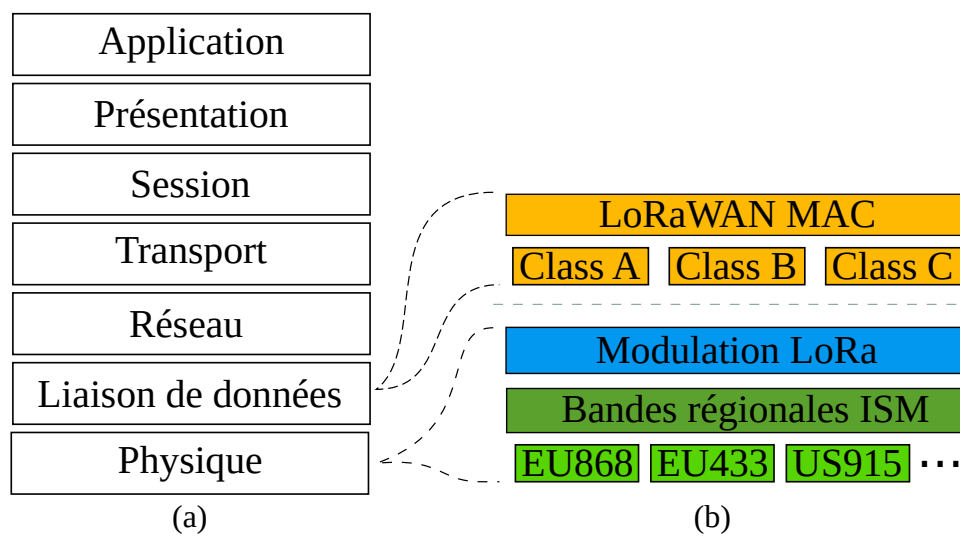 Application
Présentation
Session
Transport
Réseau
Liaison de données
Physique
(a)
LoRaWAN MAC
Class A Class B Class C
Modulation LoRa
Bandes régionales ISM
EU868 EU433 US915 ...
(b)